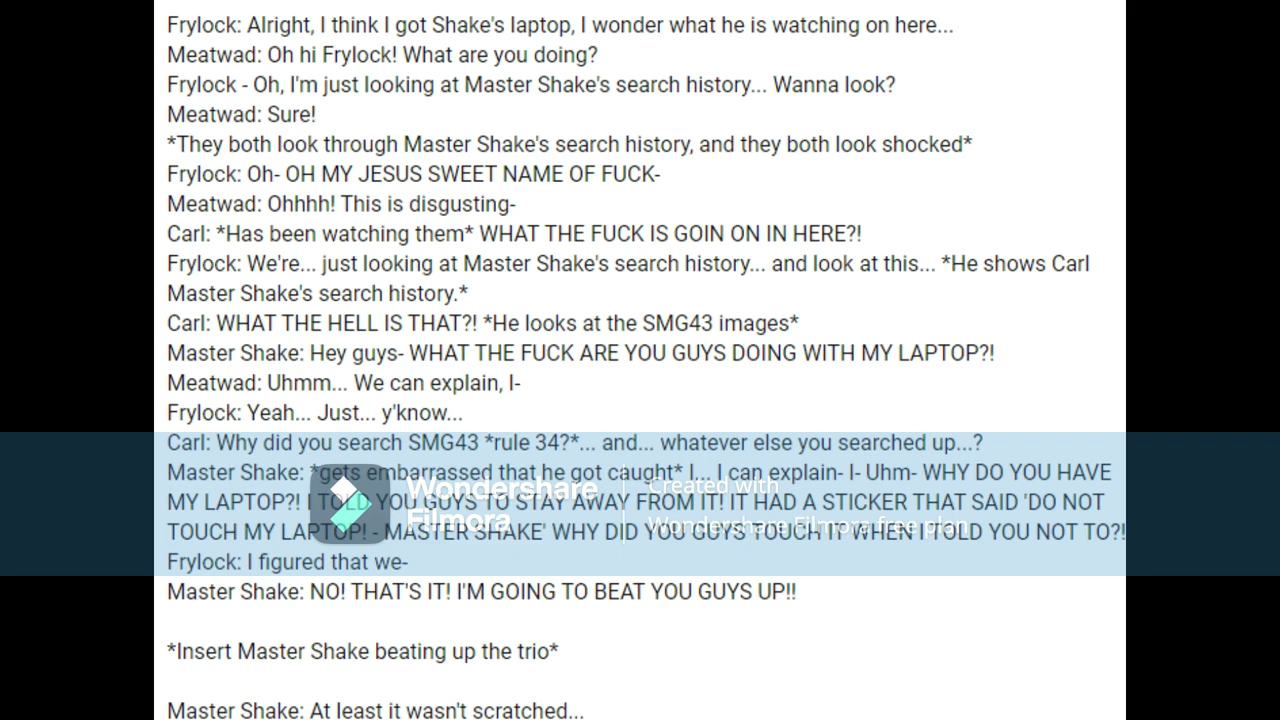 Frylock: Alright, I think I got Shake's laptop, I wonder what he is watching on here...
Meatwad: Oh hi Frylock! What are you doing?
Frylock - Oh, I'm just looking at Master Shake's search history... Wanna look?
Meatwad: Sure!
*They both look through Master Shake's search history, and they both look shocked*
Frylock: Oh- OH MY JESUS SWEET NAME OF FUCK-
Meatwad: Ohhhh! This is disgusting-
Carl: *Has been watching them* WHAT THE FUCK IS GOIN ON IN HERE?!
Frylock: We're... just looking at Master Shake's search history... and look at this... *He shows Carl
Master Shake's search history.*
Carl: WHAT THE HELL IS THAT?! *He looks at the SMG43 images*
Master Shake: Hey guys- WHAT THE FUCK ARE YOU GUYS DOING WITH MY LAPTOP?!
Meatwad: Uhmm... We can explain, I-
Frylock: Yeah... Just... y'know...
Carl: Why did you search SMG43 *rule 34?*... and... whatever else you searched up...?
Master Shake: *gets embarrassed that he got caught* I... I can explain- I- Uhm- WHY DO YOU HAVE
MY LAPTOP?! I TOLD YOU GUYS TO STAY AWAY FROM IT! IT HAD A STICKER THAT SAID 'DO NOT
TOUCH MY LAPTOP! - MASTER SHAKE' WHY DID YOU GUYS TOUCH IT WHEN I TOLD YOU NOT TO?!
Frylock: I figured that we-
Master Shake: NO! THAT'S IT! I'M GOING TO BEAT YOU GUYS UP!!
*Insert Master Shake beating up the trio*
Master Shake: At least it wasn't scratched...
Wondershare
Filmora
Created with
Wondershare Filmora free plan